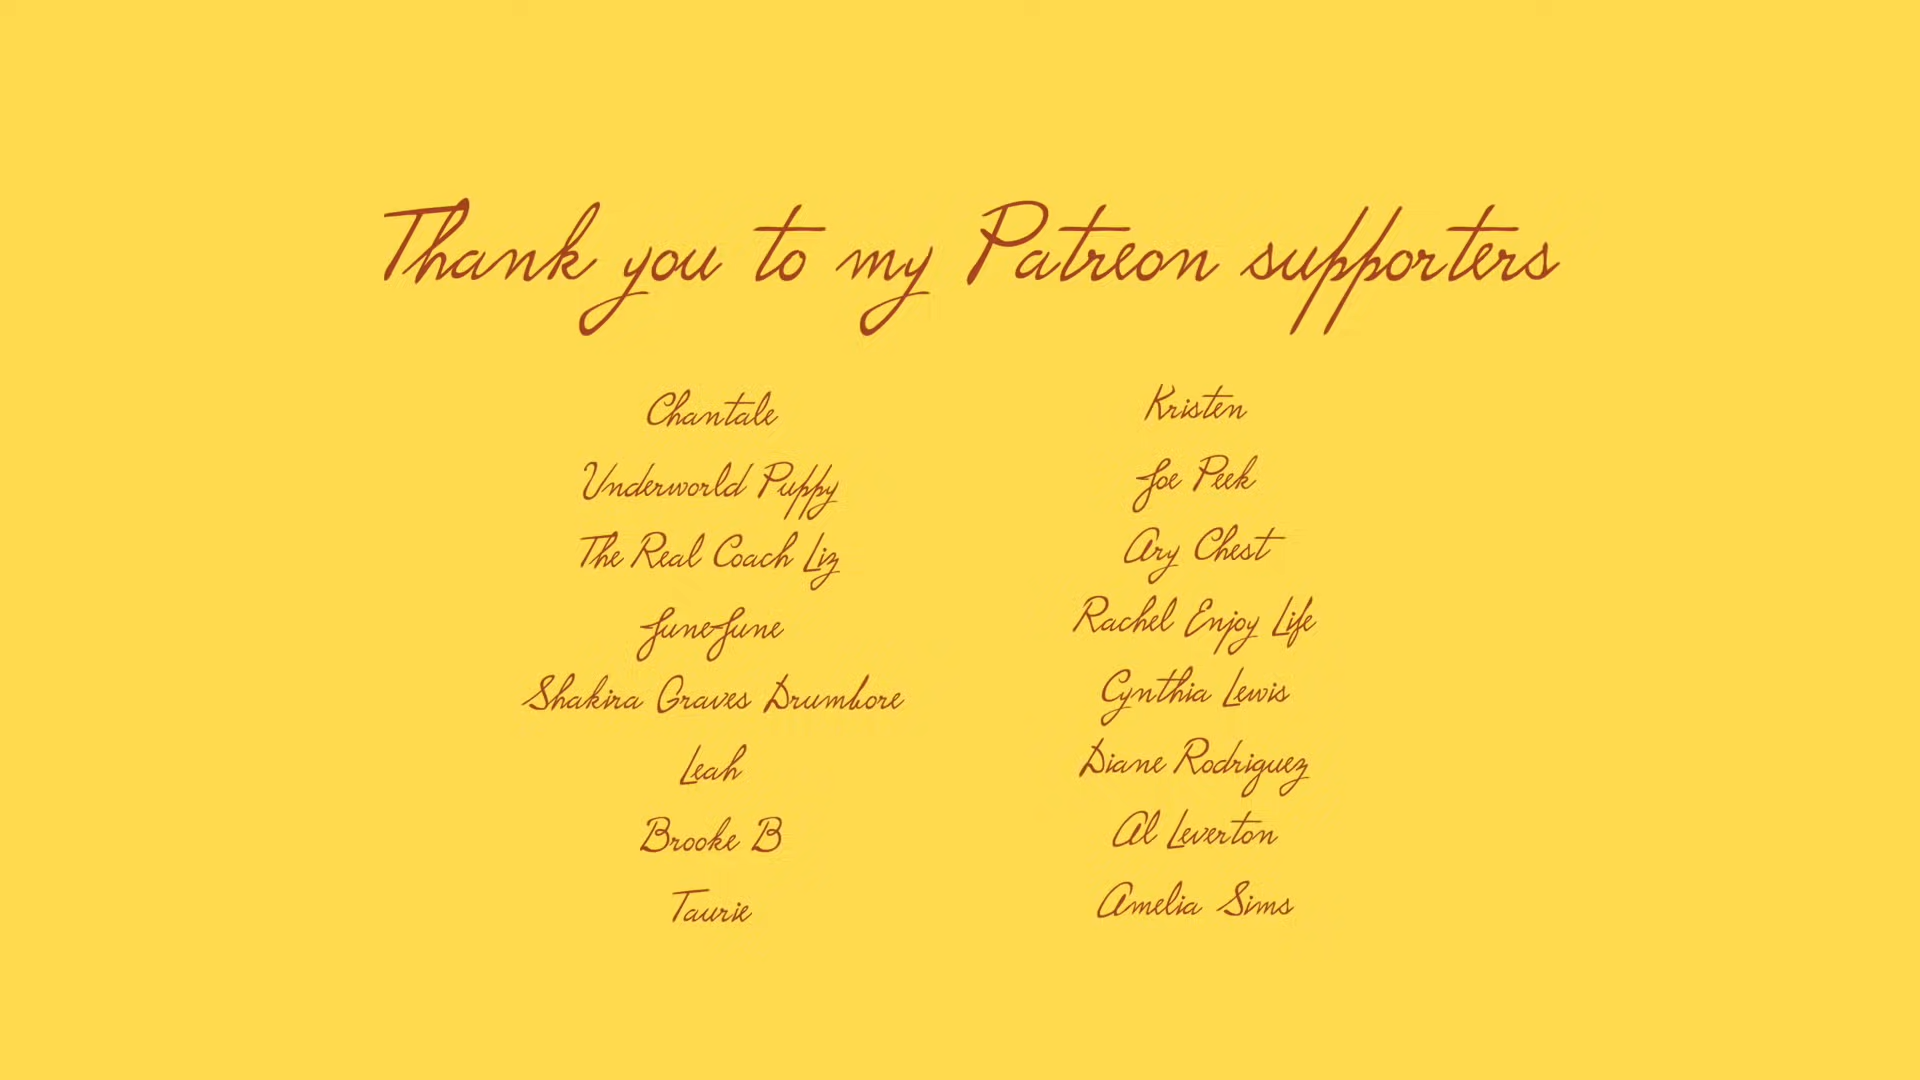 Thank you to my Patreon supporters
Chantale
Underworld Puppy
The Real Coach Liz
June-June
Shakira Graves Drumbore
Leah
Brooke B
Taurie
Kristen
Joe Peek
Ary Chest
Rachel Enjoy Life
Cynthia Lewis
Diane Rodriguez
Al Leverton
Amelia Sims